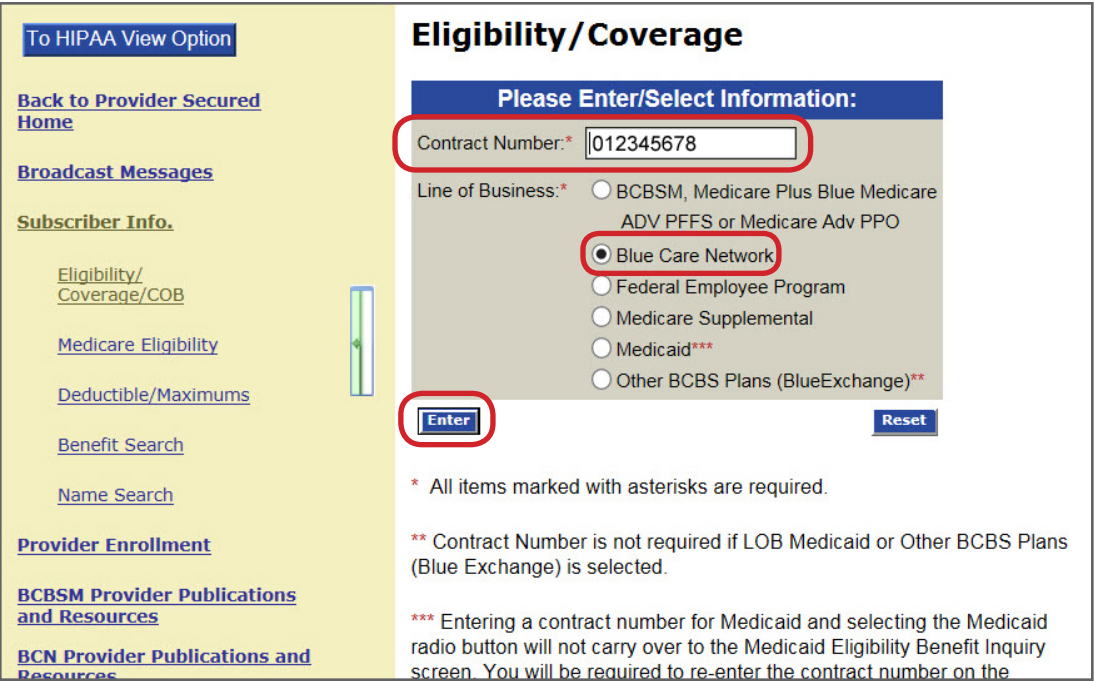 To HIPAA View Option
Back to Provider Secured
Home
Broadcast Messages
Subscriber Info.
Eligibility/
Coverage/COB
Medicare Eligibility
Deductible/Maximums
Benefit Search
Name Search
Provider Enrollment
BCBSM Provider Publications
and Resources
BCN Provider Publications and
Resources
Eligibility/Coverage
Please Enter/Select Information:
Contract Number:* 012345678
Line of Business:* BCBSM, Medicare Plus Blue Medicare
ADV PFFS or Medicare Adv PPO
Blue Care Network
Federal Employee Program
Medicare Supplemental
Medicaid***
Other BCBS Plans (BlueExchange)**
Enter Reset
* All items marked with asterisks are required.
** Contract Number is not required if LOB Medicaid or Other BCBS Plans
(Blue Exchange) is selected.
*** Entering a contract number for Medicaid and selecting the Medicaid
radio button will not carry over to the Medicaid Eligibility Benefit Inquiry
screen. You will be required to re-enter the contract number on the